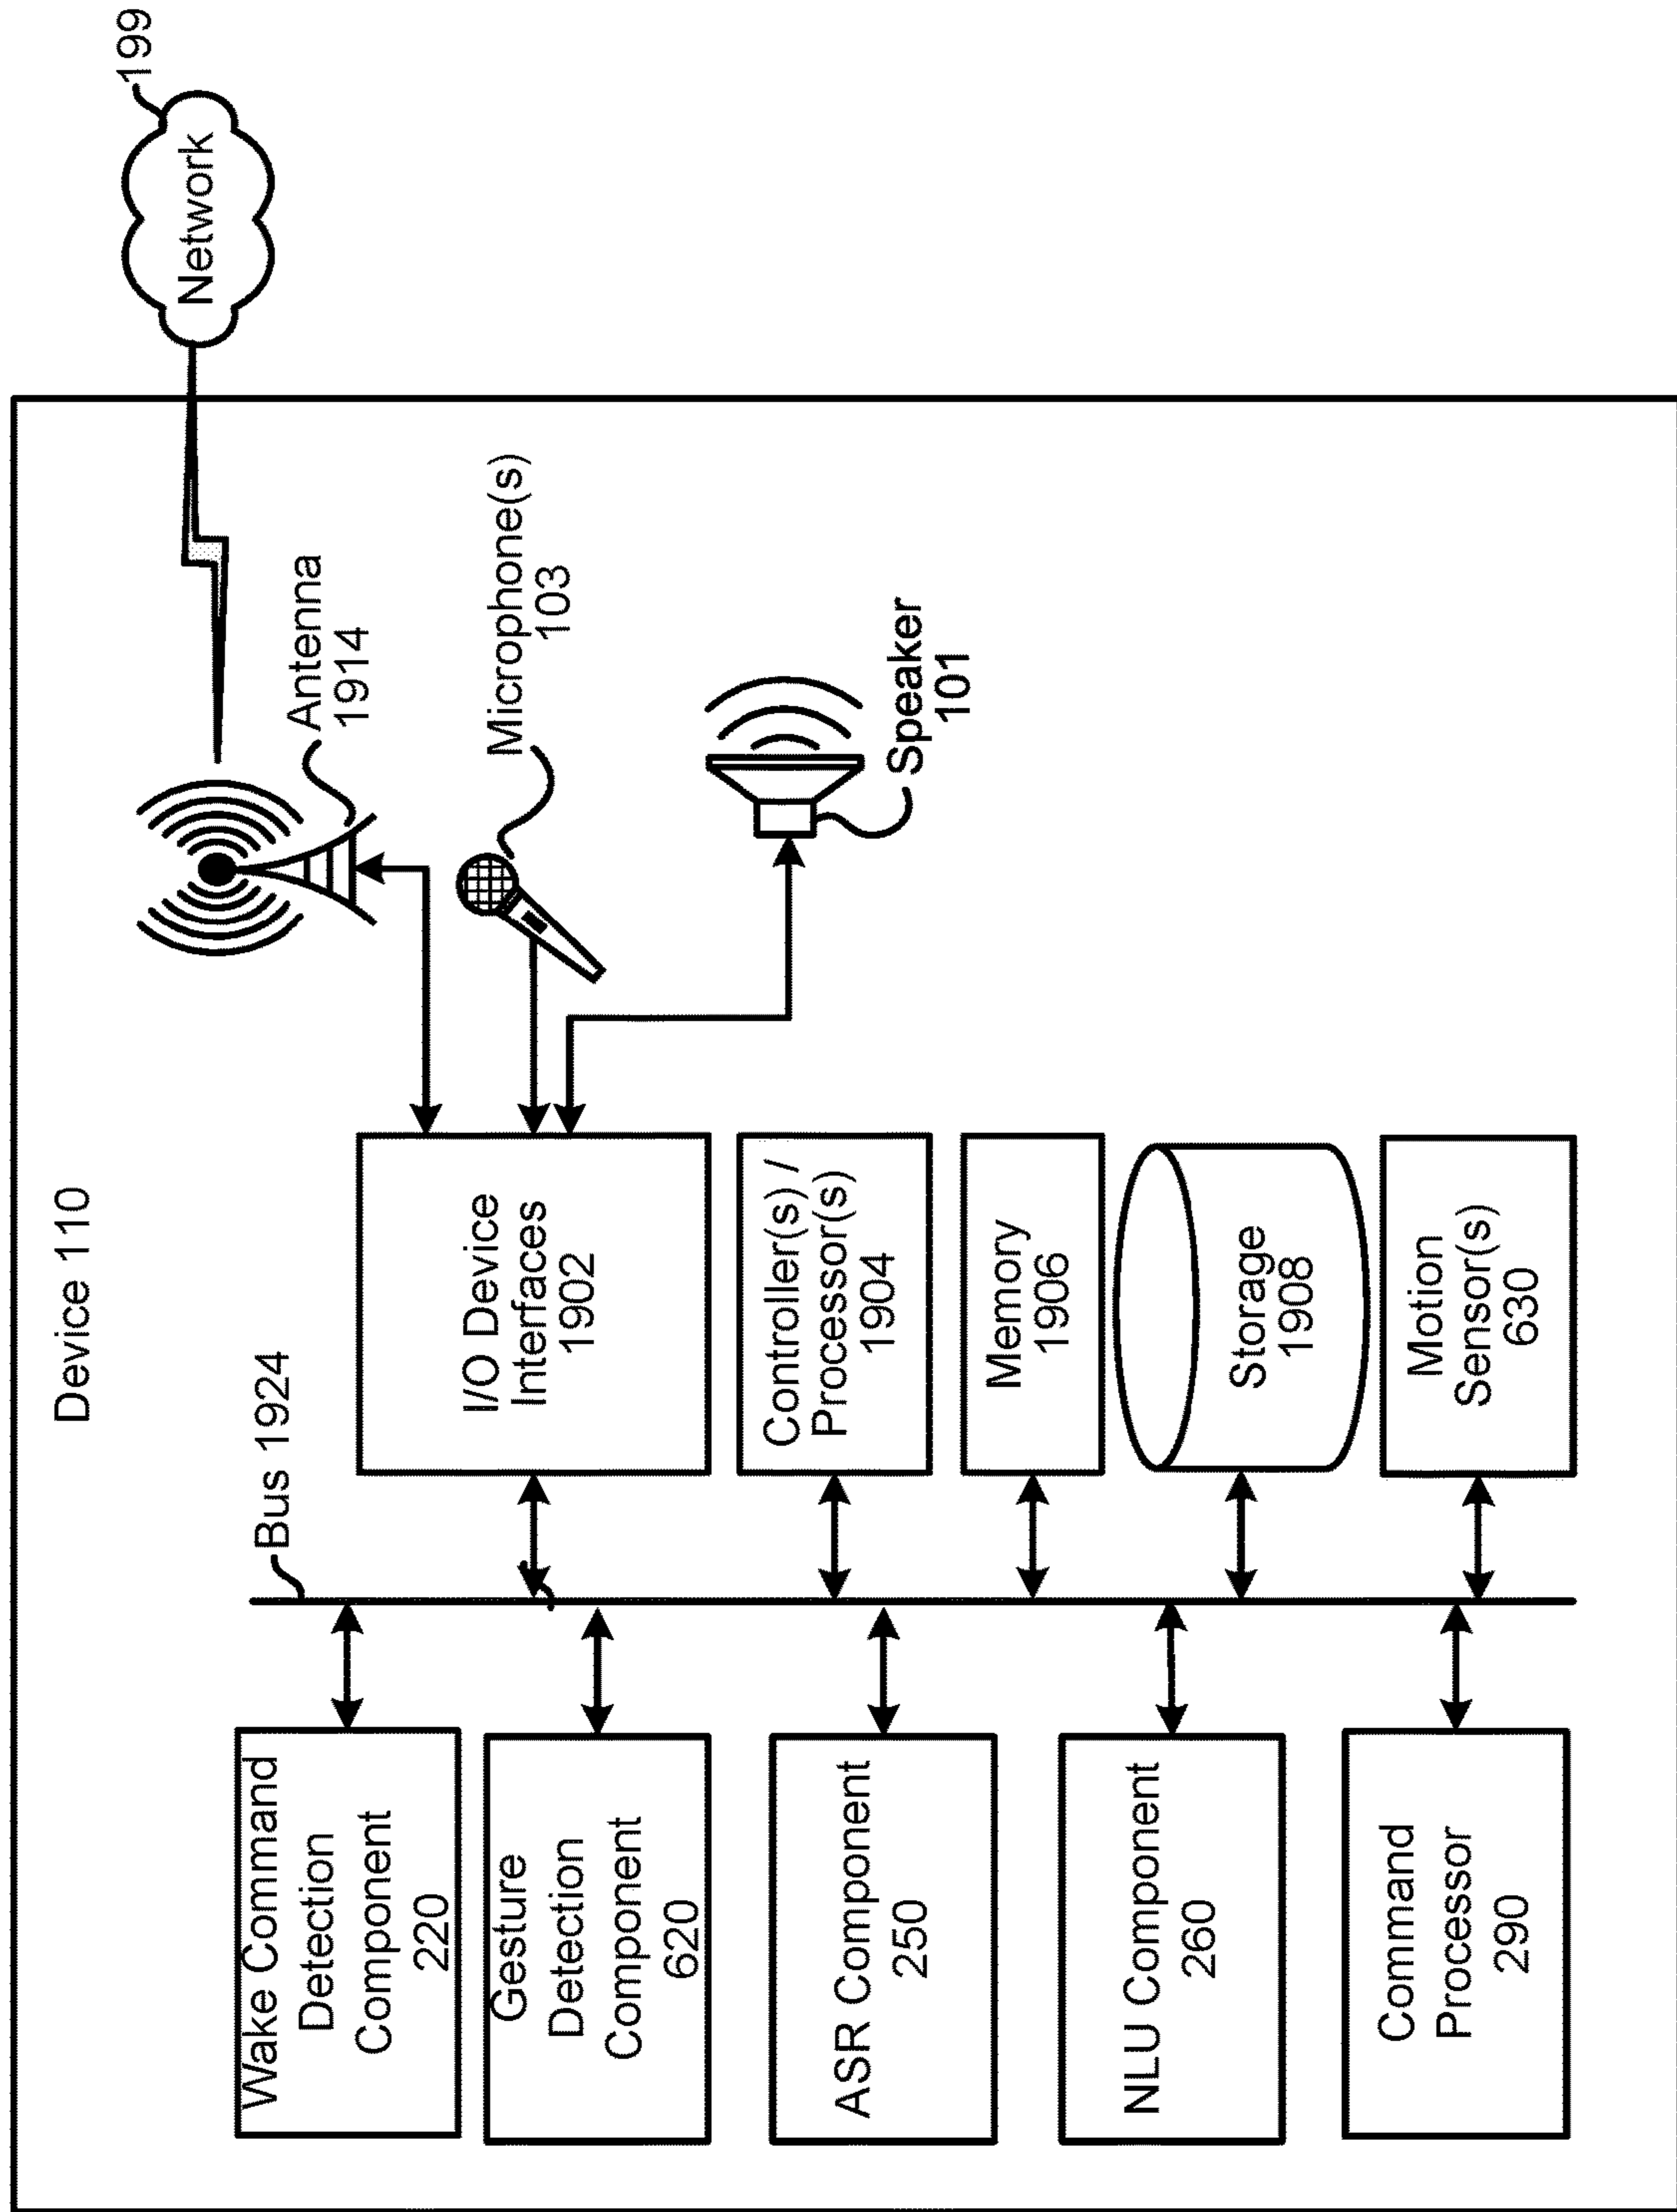 Device 110
Bus 1924
Wake Command
Detection
Component
220
Gesture
Detection
Component
620
ASR Component
250
NLU Component
260
Command
Processor
290
I/O Device
Interfaces
1902
Controller(s) /
Processor(s)
1904
Memory
1906
Storage
1908
Motion
Sensor(s)
630
Antenna
1914
Microphone(s)
103
Speaker
101
Network
199